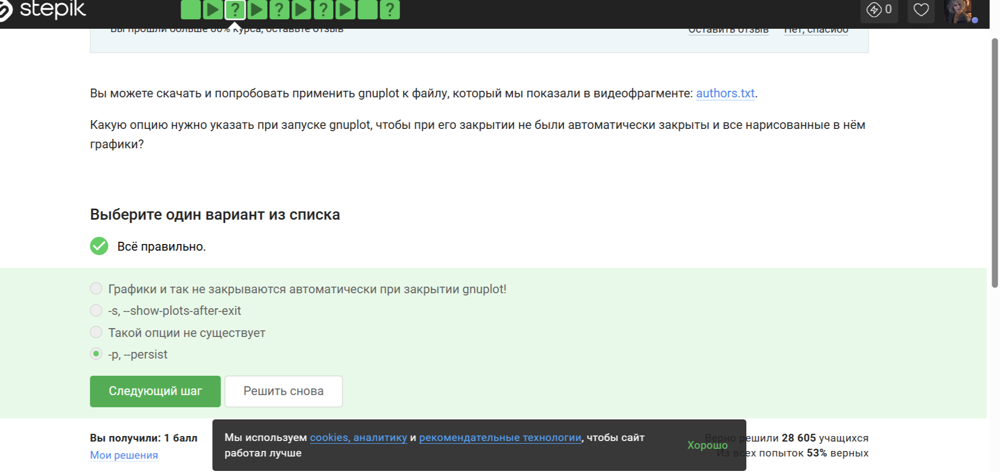 stepik
? ? ? ?
0
Вы прошли больше 80% курса, оставьте отзыв
Оставить отзыв Нет, спасибо
Вы можете скачать и попробовать применить gnuplot к файлу, который мы показали в видеофрагменте: authors.txt.
Какую опцию нужно указать при запуске gnuplot, чтобы при его закрытии не были автоматически закрыты и все нарисованные в нём
графики?
Выберите один вариант из списка
Всё правильно.
Графики и так не закрываются автоматически при закрытии gnuplot!
-s, --show-plots-after-exit
Такой опции не существует
-p, --persist
Следующий шаг Решить снова
Вы получили: 1 балл
Мои решения
Мы используем cookies, аналитику и рекомендательные технологии, чтобы сайт
работал лучше
Хорошо
Верно решили 28 605 учащихся
Из всех попыток 53% верных